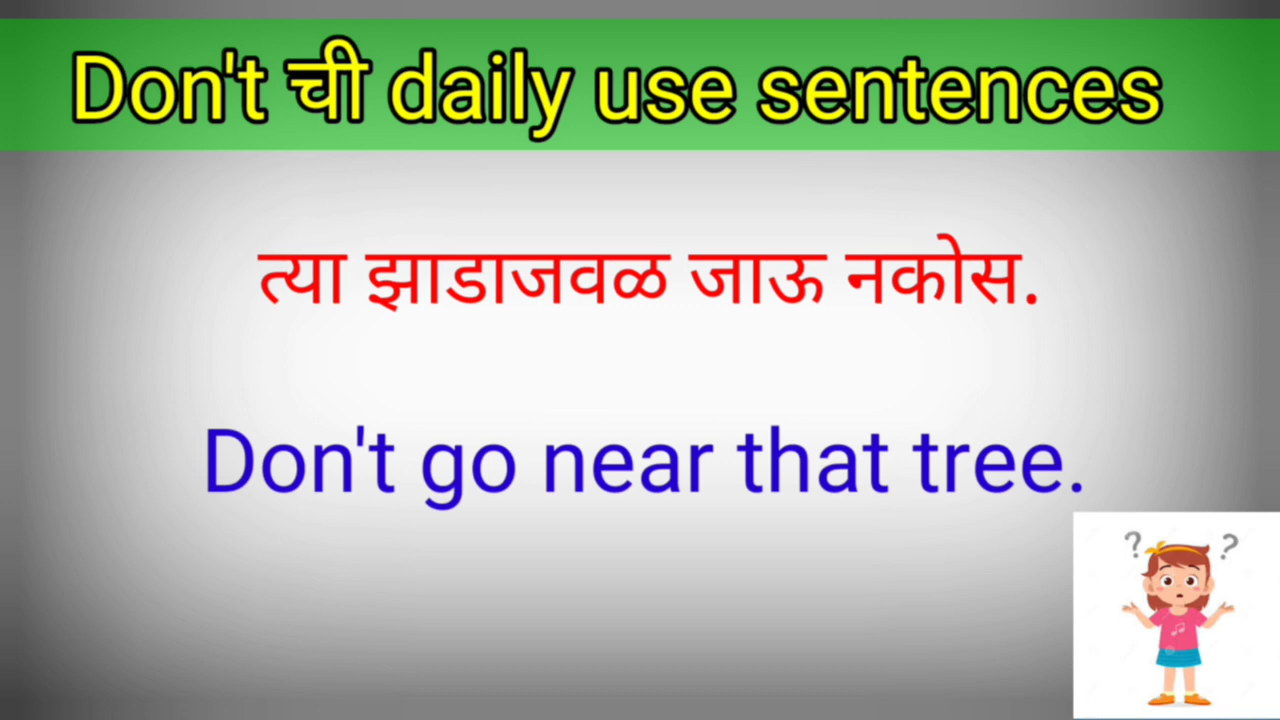 Don't ची daily use sentences
त्या झाडाजवळ जाऊ नकोस.
Don't go near that tree.
? ?